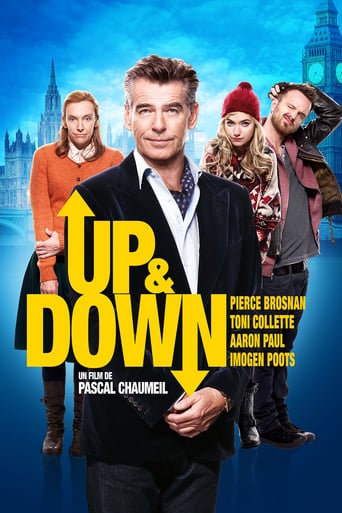 UP &
DOWN
PIERCE BROSNAN
TONI COLLETTE
AARON PAUL
IMOGEN POOTS
UN FILM DE
PASCAL CHAUMEIL